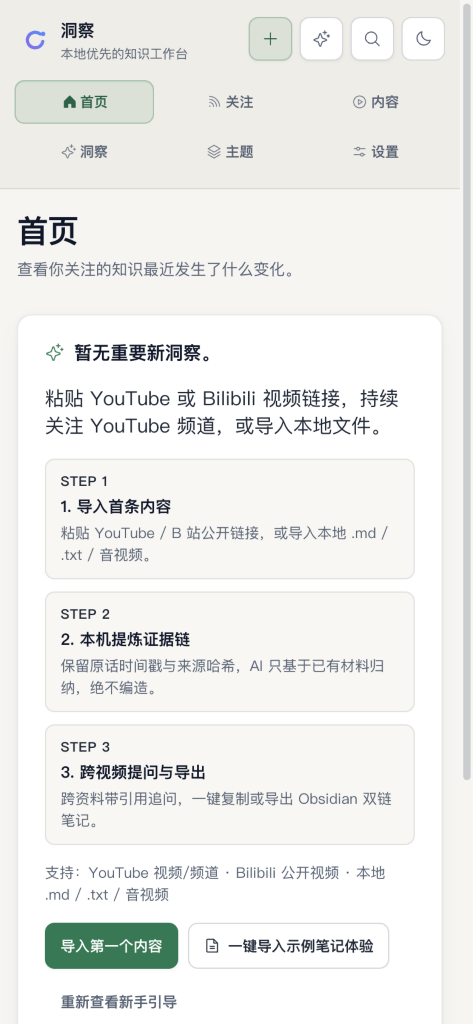 洞察
本地优先的知识工作台
首页
关注
内容
洞察
主题
设置
首页
查看你关注的知识最近发生了什么变化。
暂无重要新洞察。
粘贴 YouTube 或 Bilibili 视频链接，持续
关注 YouTube 频道，或导入本地文件。
STEP 1
1. 导入首条内容
粘贴 YouTube / B 站公开链接，或导入本地 .md /
.txt / 音视频。
STEP 2
2. 本机提炼证据链
保留原话时间戳与来源哈希，AI 只基于已有材料归
纳，绝不编造。
STEP 3
3. 跨视频提问与导出
跨资料带引用追问，一键复制或导出 Obsidian 双链
笔记。
支持：YouTube 视频/频道 · Bilibili 公开视频 · 本地
.md / .txt / 音视频
导入第一个内容
一键导入示例笔记体验
重新查看新手引导